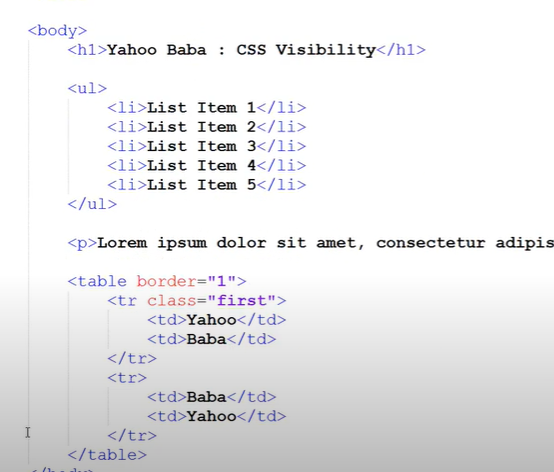 <body>
<h1>Yahoo Baba : CSS Visibility</h1>
<ul>
<li>List Item 1</li>
<li>List Item 2</li>
<li>List Item 3</li>
<li>List Item 4</li>
<li>List Item 5</li>
</ul>
<p>Lorem ipsum dolor sit amet, consectetur adipis
<table border="1">
<tr class="first">
<td>Yahoo</td>
<td>Baba</td>
</tr>
<tr>
<td>Baba</td>
<td>Yahoo</td>
</tr>
</table>
</body>